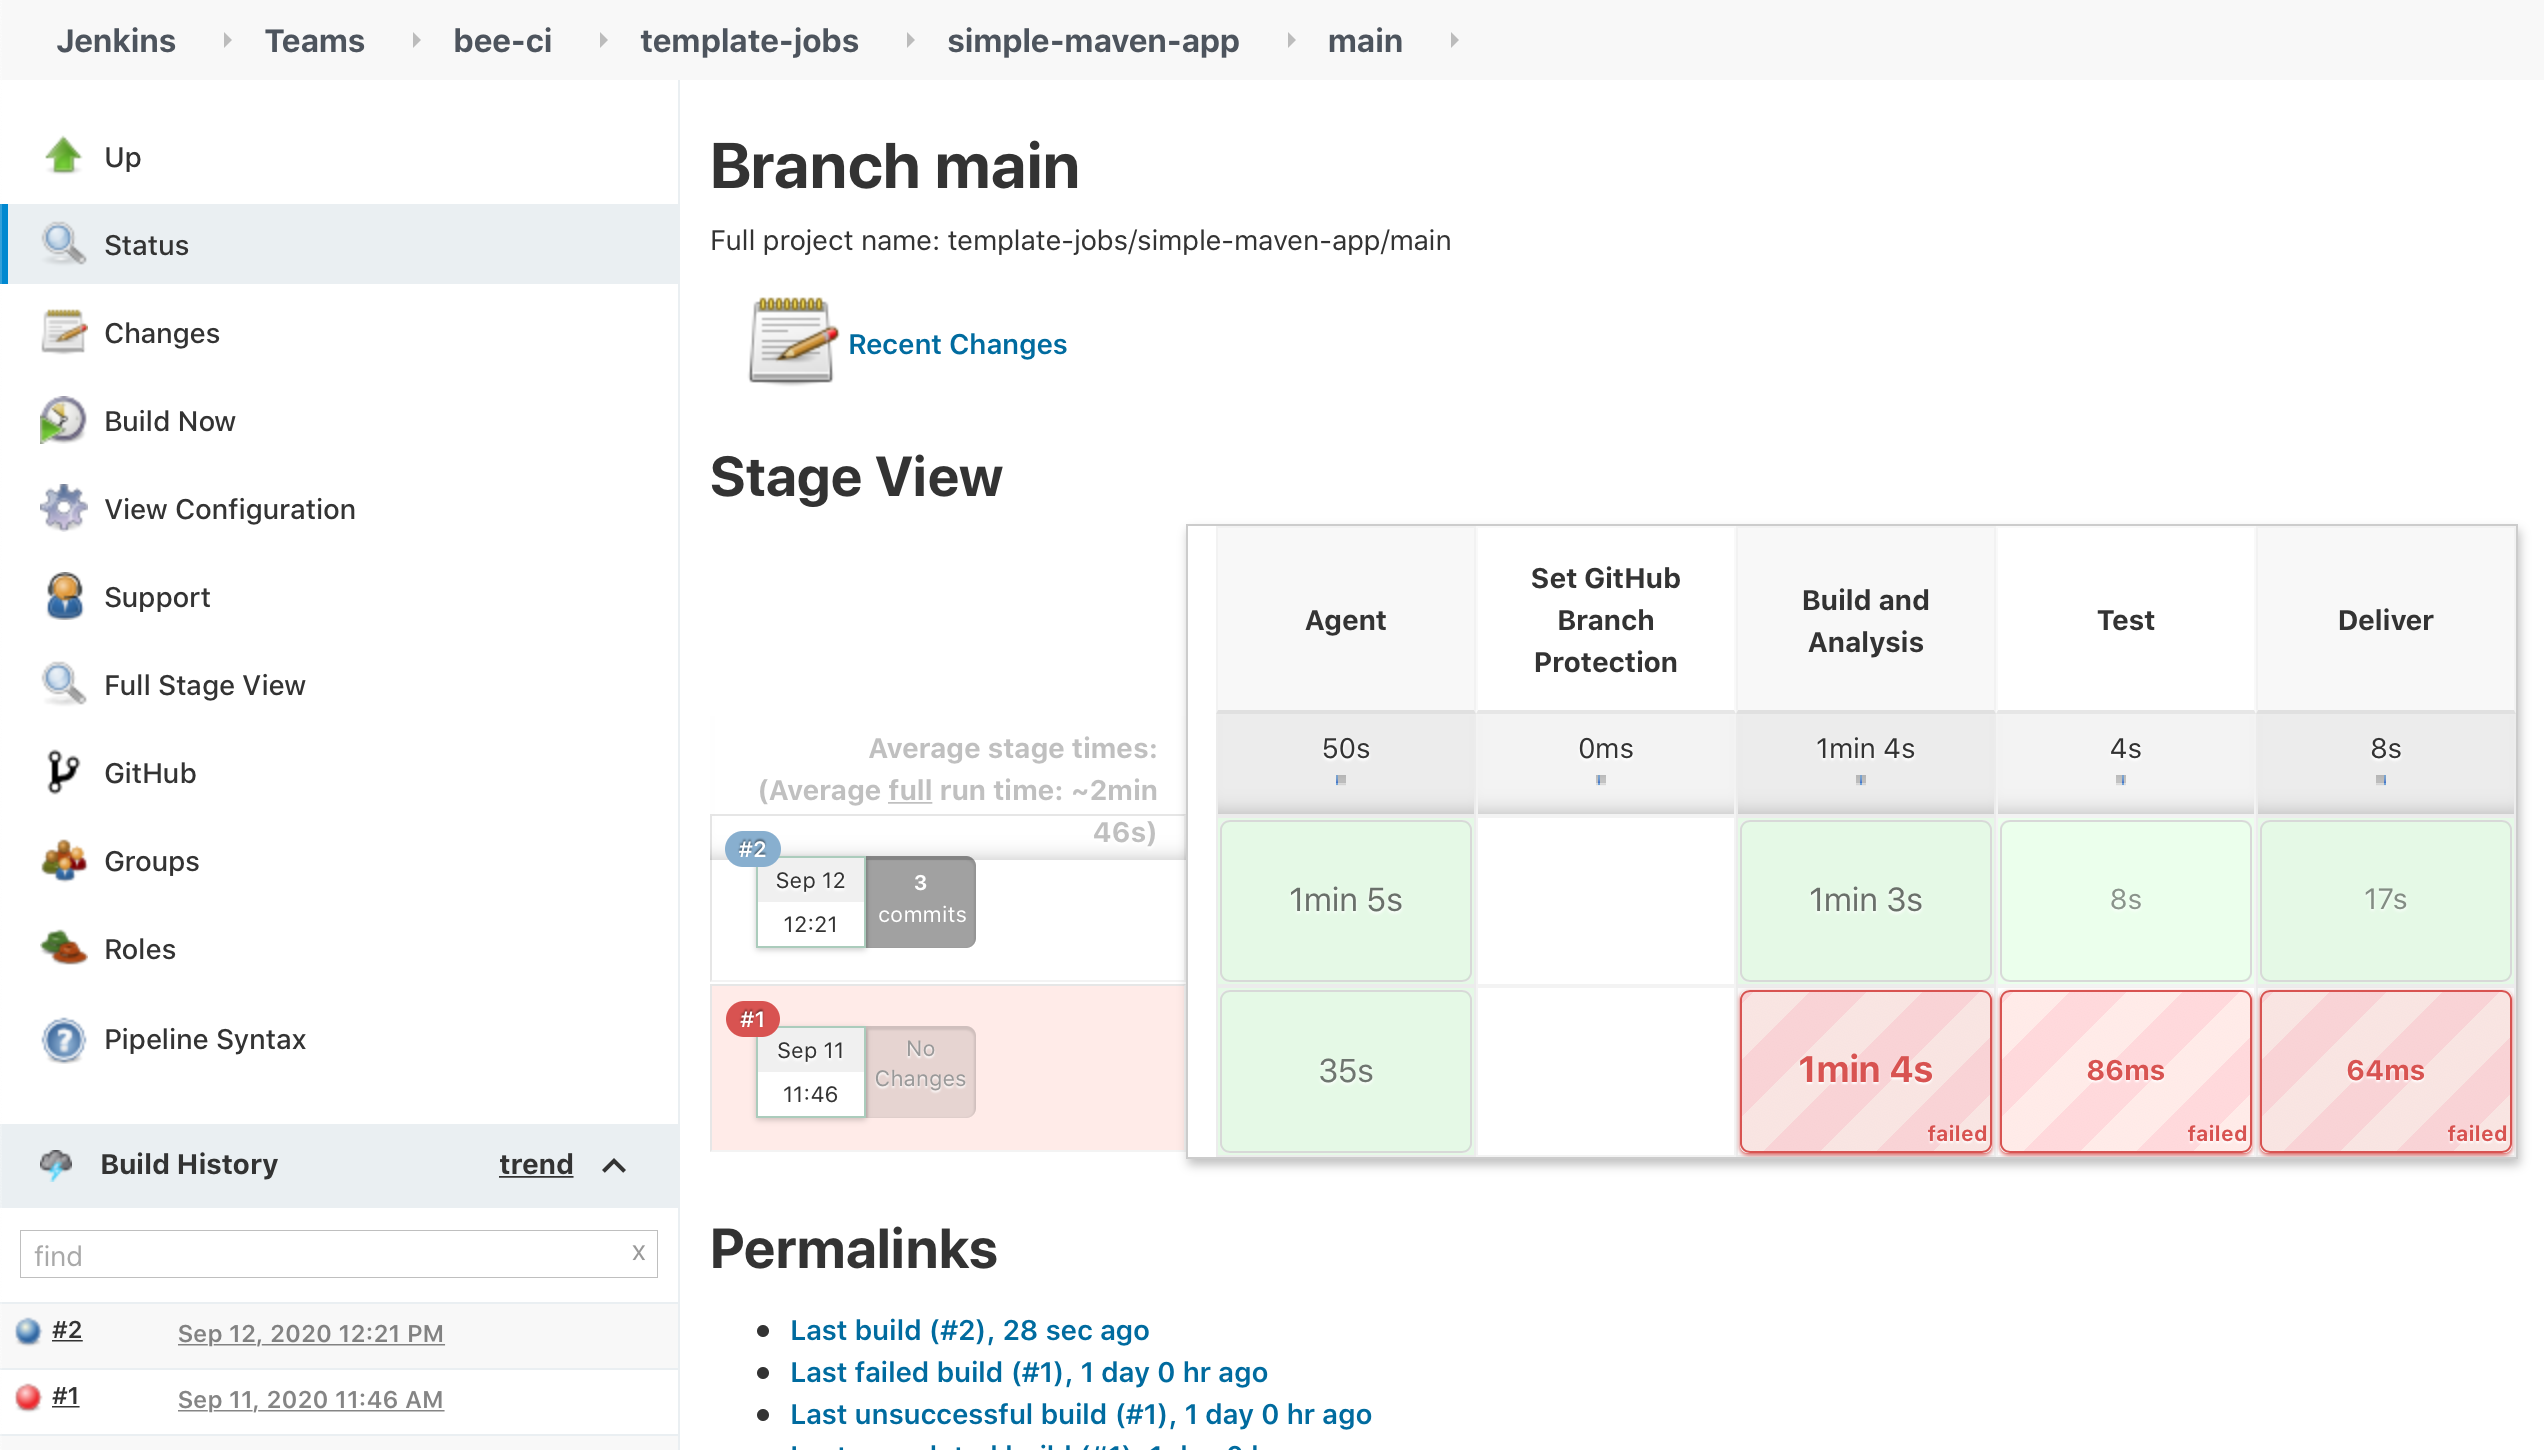 Jenkins Teams bee-ci template-jobs simple-maven-app main
Up
Status
Changes
Build Now
View Configuration
Support
Full Stage View
GitHub
Groups
Roles
Pipeline Syntax
Build History trend
find x
#2 Sep 12, 2020 12:21 PM
#1 Sep 11, 2020 11:46 AM
Branch main
Full project name: template-jobs/simple-maven-app/main
Recent Changes
Stage View
Agent
Set GitHub
Branch
Protection
Build and
Analysis
Test
Deliver
Average stage times:
(Average full run time: ~2min
46s)
50s 0ms 1min 4s 4s 8s
#2
Sep 12
12:21
3
commits
1min 5s 1min 3s 8s 17s
#1
Sep 11
11:46
No
Changes
35s 1min 4s 86ms 64ms
failed failed failed
Permalinks
Last build (#2), 28 sec ago
Last failed build (#1), 1 day 0 hr ago
Last unsuccessful build (#1), 1 day 0 hr ago